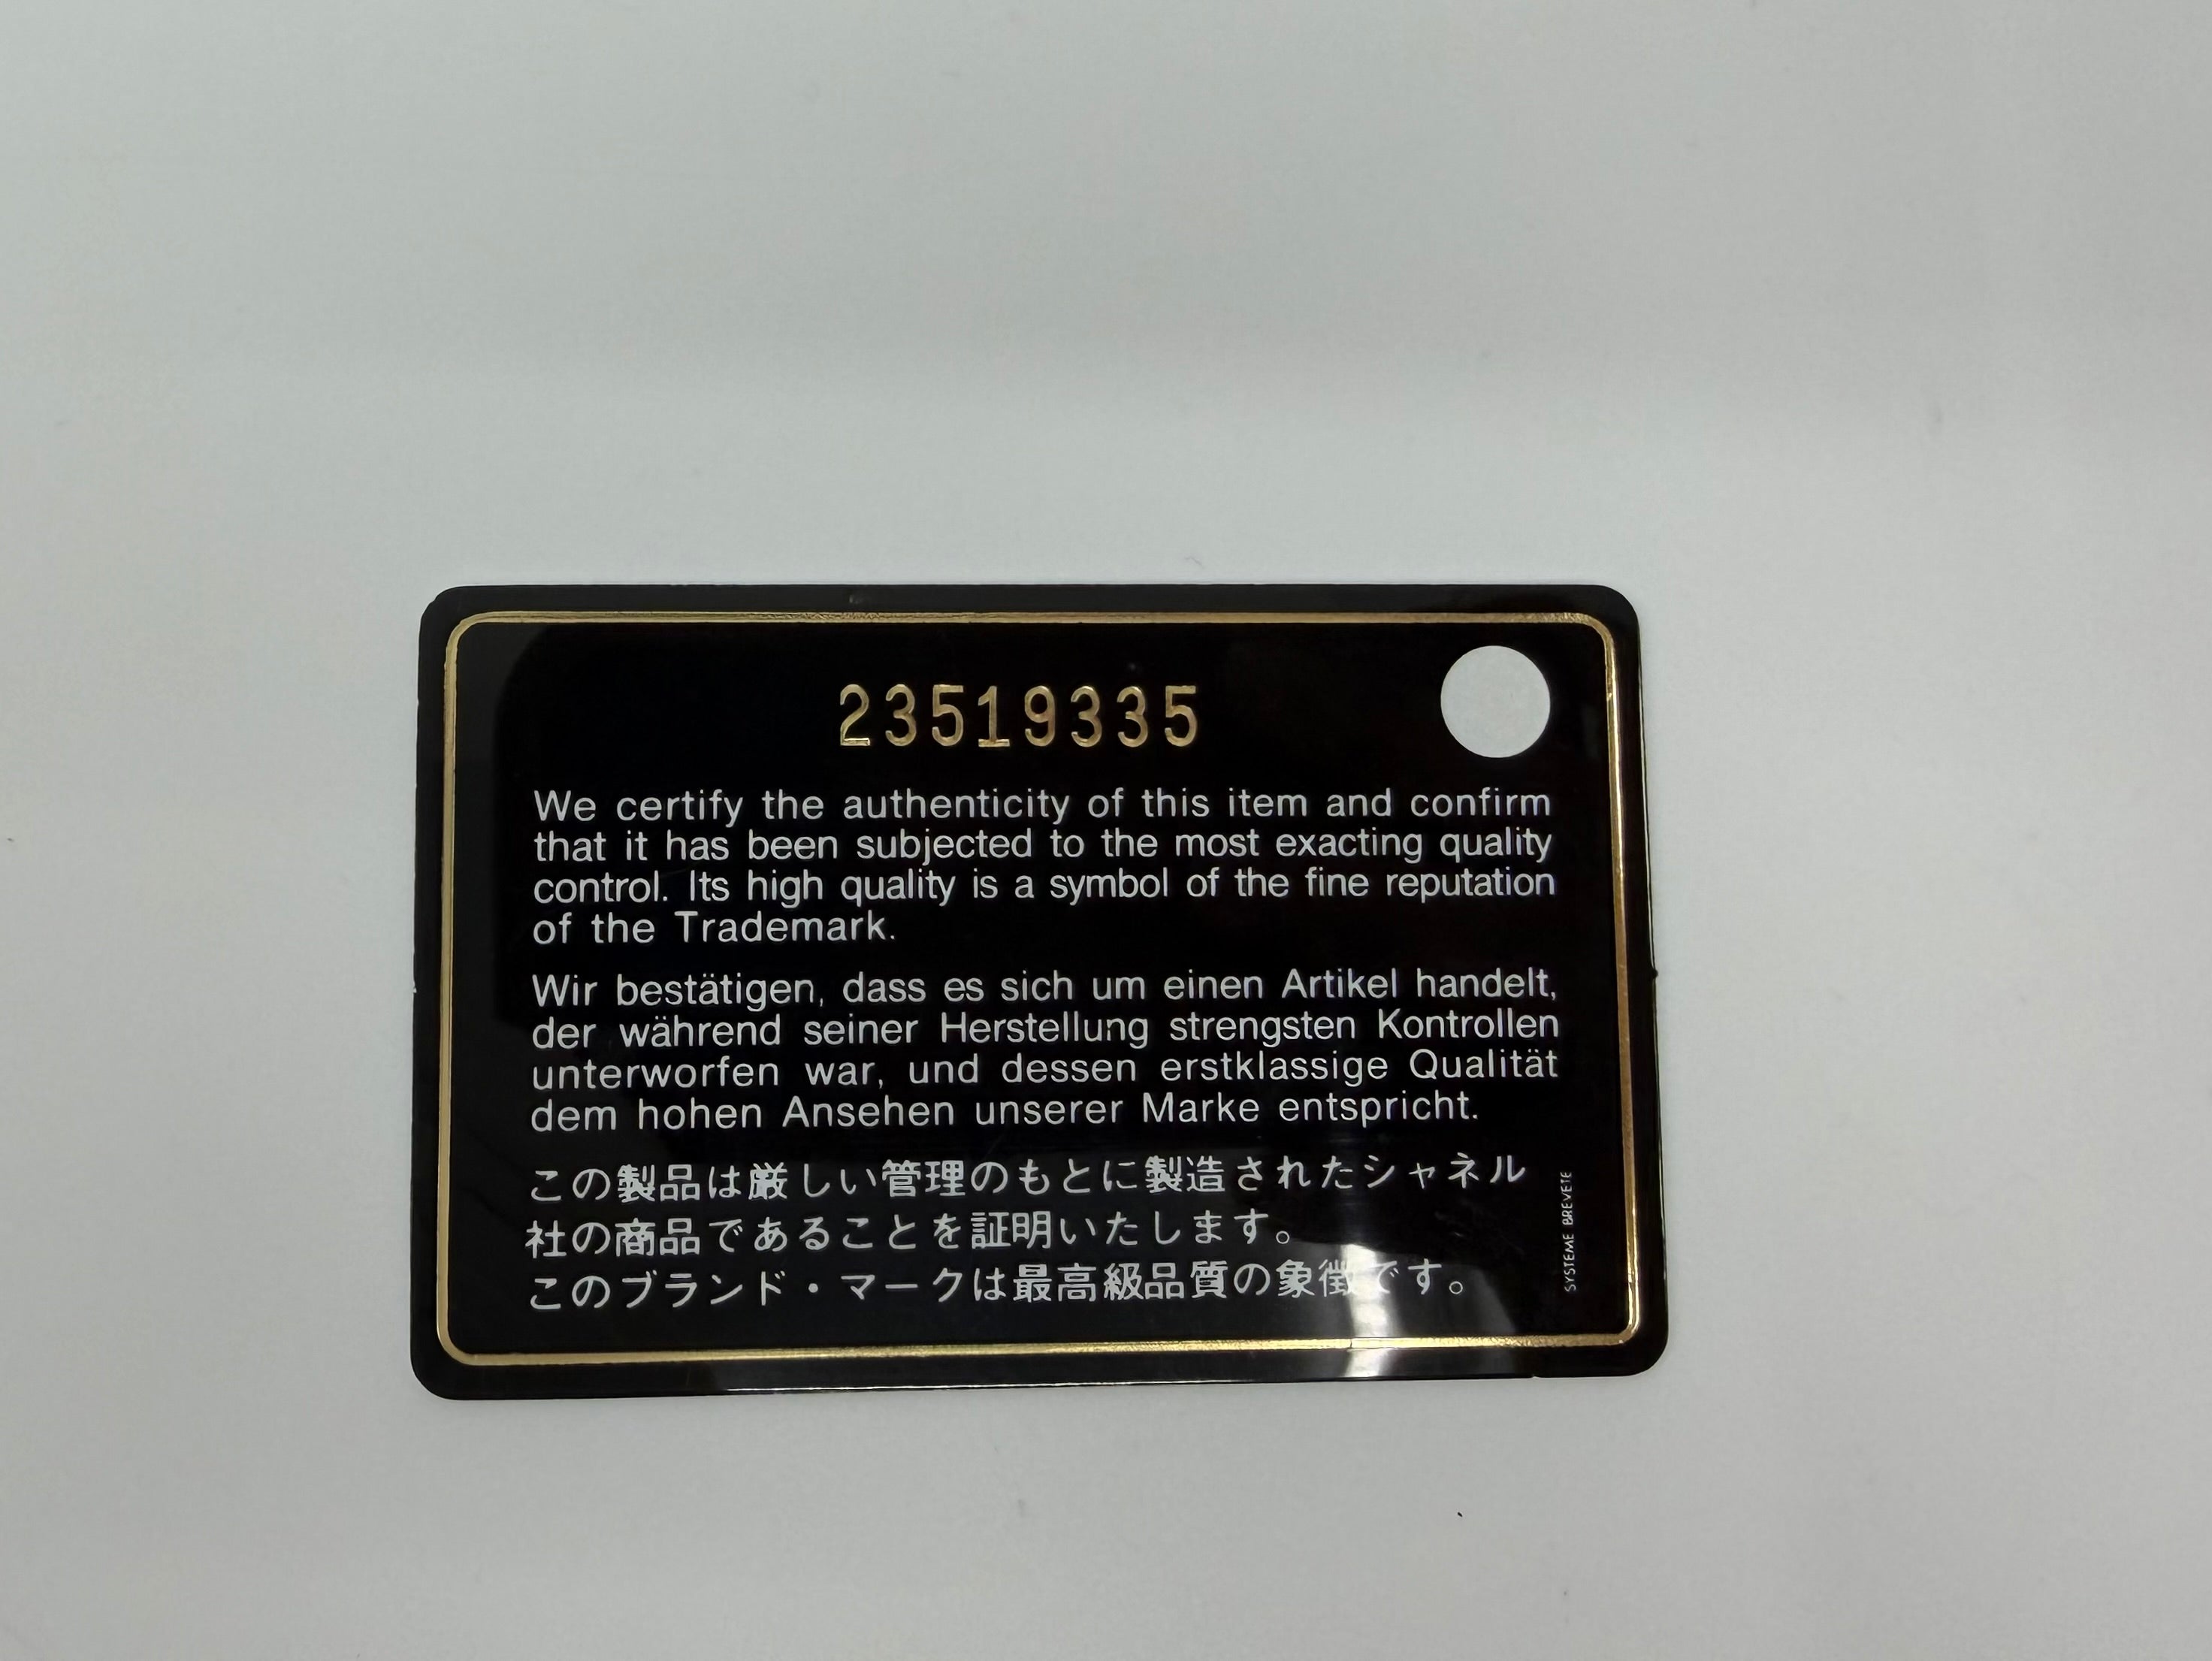 23519335
We certify the authenticity of this item and confirm
that it has been subjected to the most exacting quality
control. Its high quality is a symbol of the fine reputation
of the Trademark.
Wir bestätigen, dass es sich um einen Artikel handelt,
der während seiner Herstellung strengsten Kontrollen
unterworfen war, und dessen erstklassige Qualität
dem hohen Ansehen unserer Marke entspricht.
この製品は厳しい管理のもとに製造されたシャネル
社の商品であることを証明いたします。
このブランド・マークは最高級品質の象徴です。
SYSTEME BREVETE